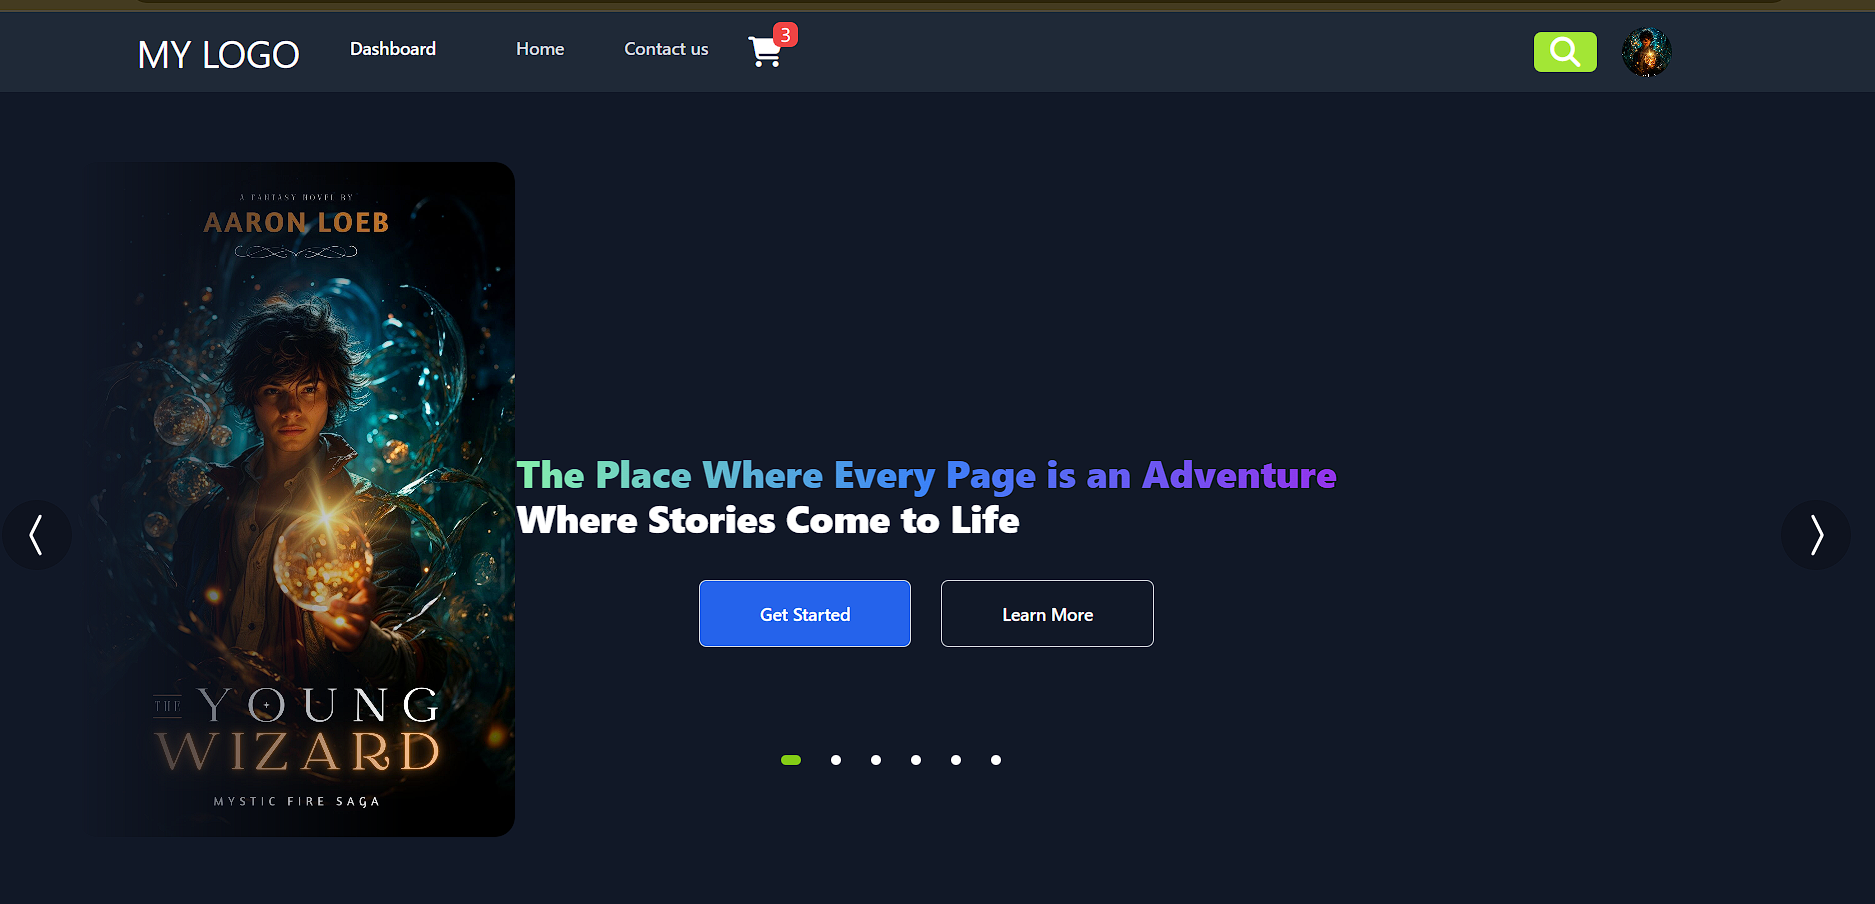 MY LOGO
Dashboard
Home
Contact us
3
A FANTASY NOVEL BY
AARON LOEB
The Place Where Every Page is an Adventure
Where Stories Come to Life
Get Started
Learn More
THE YOUNG
WIZARD
MYSTIC FIRE SAGA